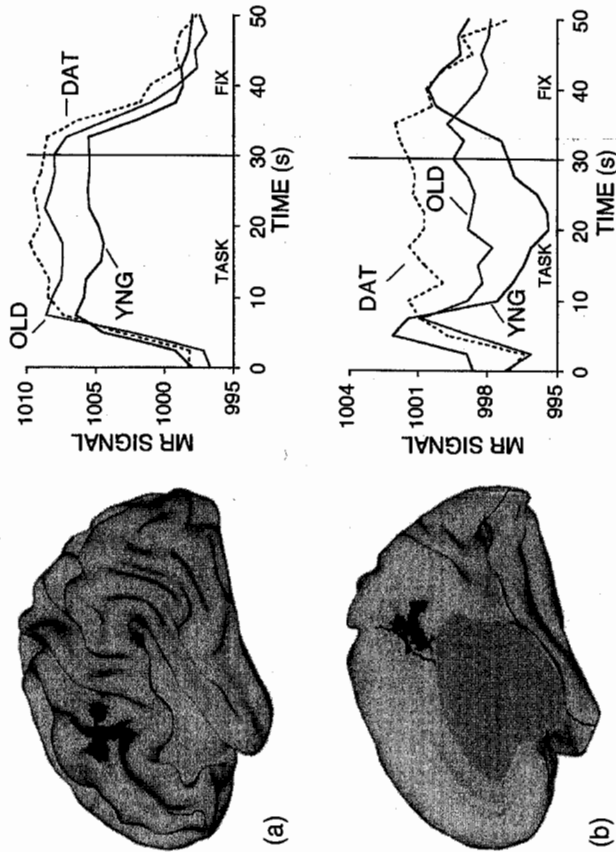 (a)
MR SIGNAL
1010
1005
1000
995
OLD
YNG
DAT
TASK
FIX
0 10 20 30 40 50
TIME (s)
(b)
MR SIGNAL
1004
1001
998
995
DAT
OLD
YNG
TASK
FIX
0 10 20 30 40 50
TIME (s)